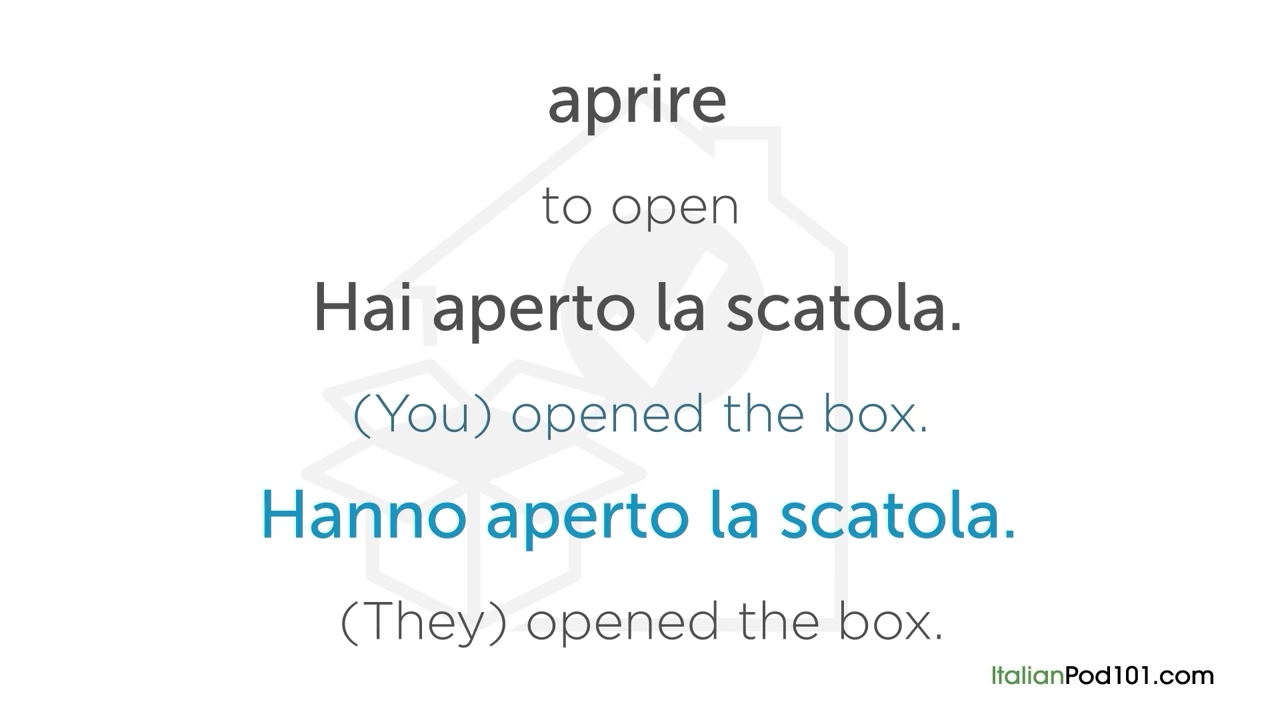 aprire
to open
Hai aperto la scatola.
(You) opened the box.
Hanno aperto la scatola.
(They) opened the box.
ItalianPod101.com